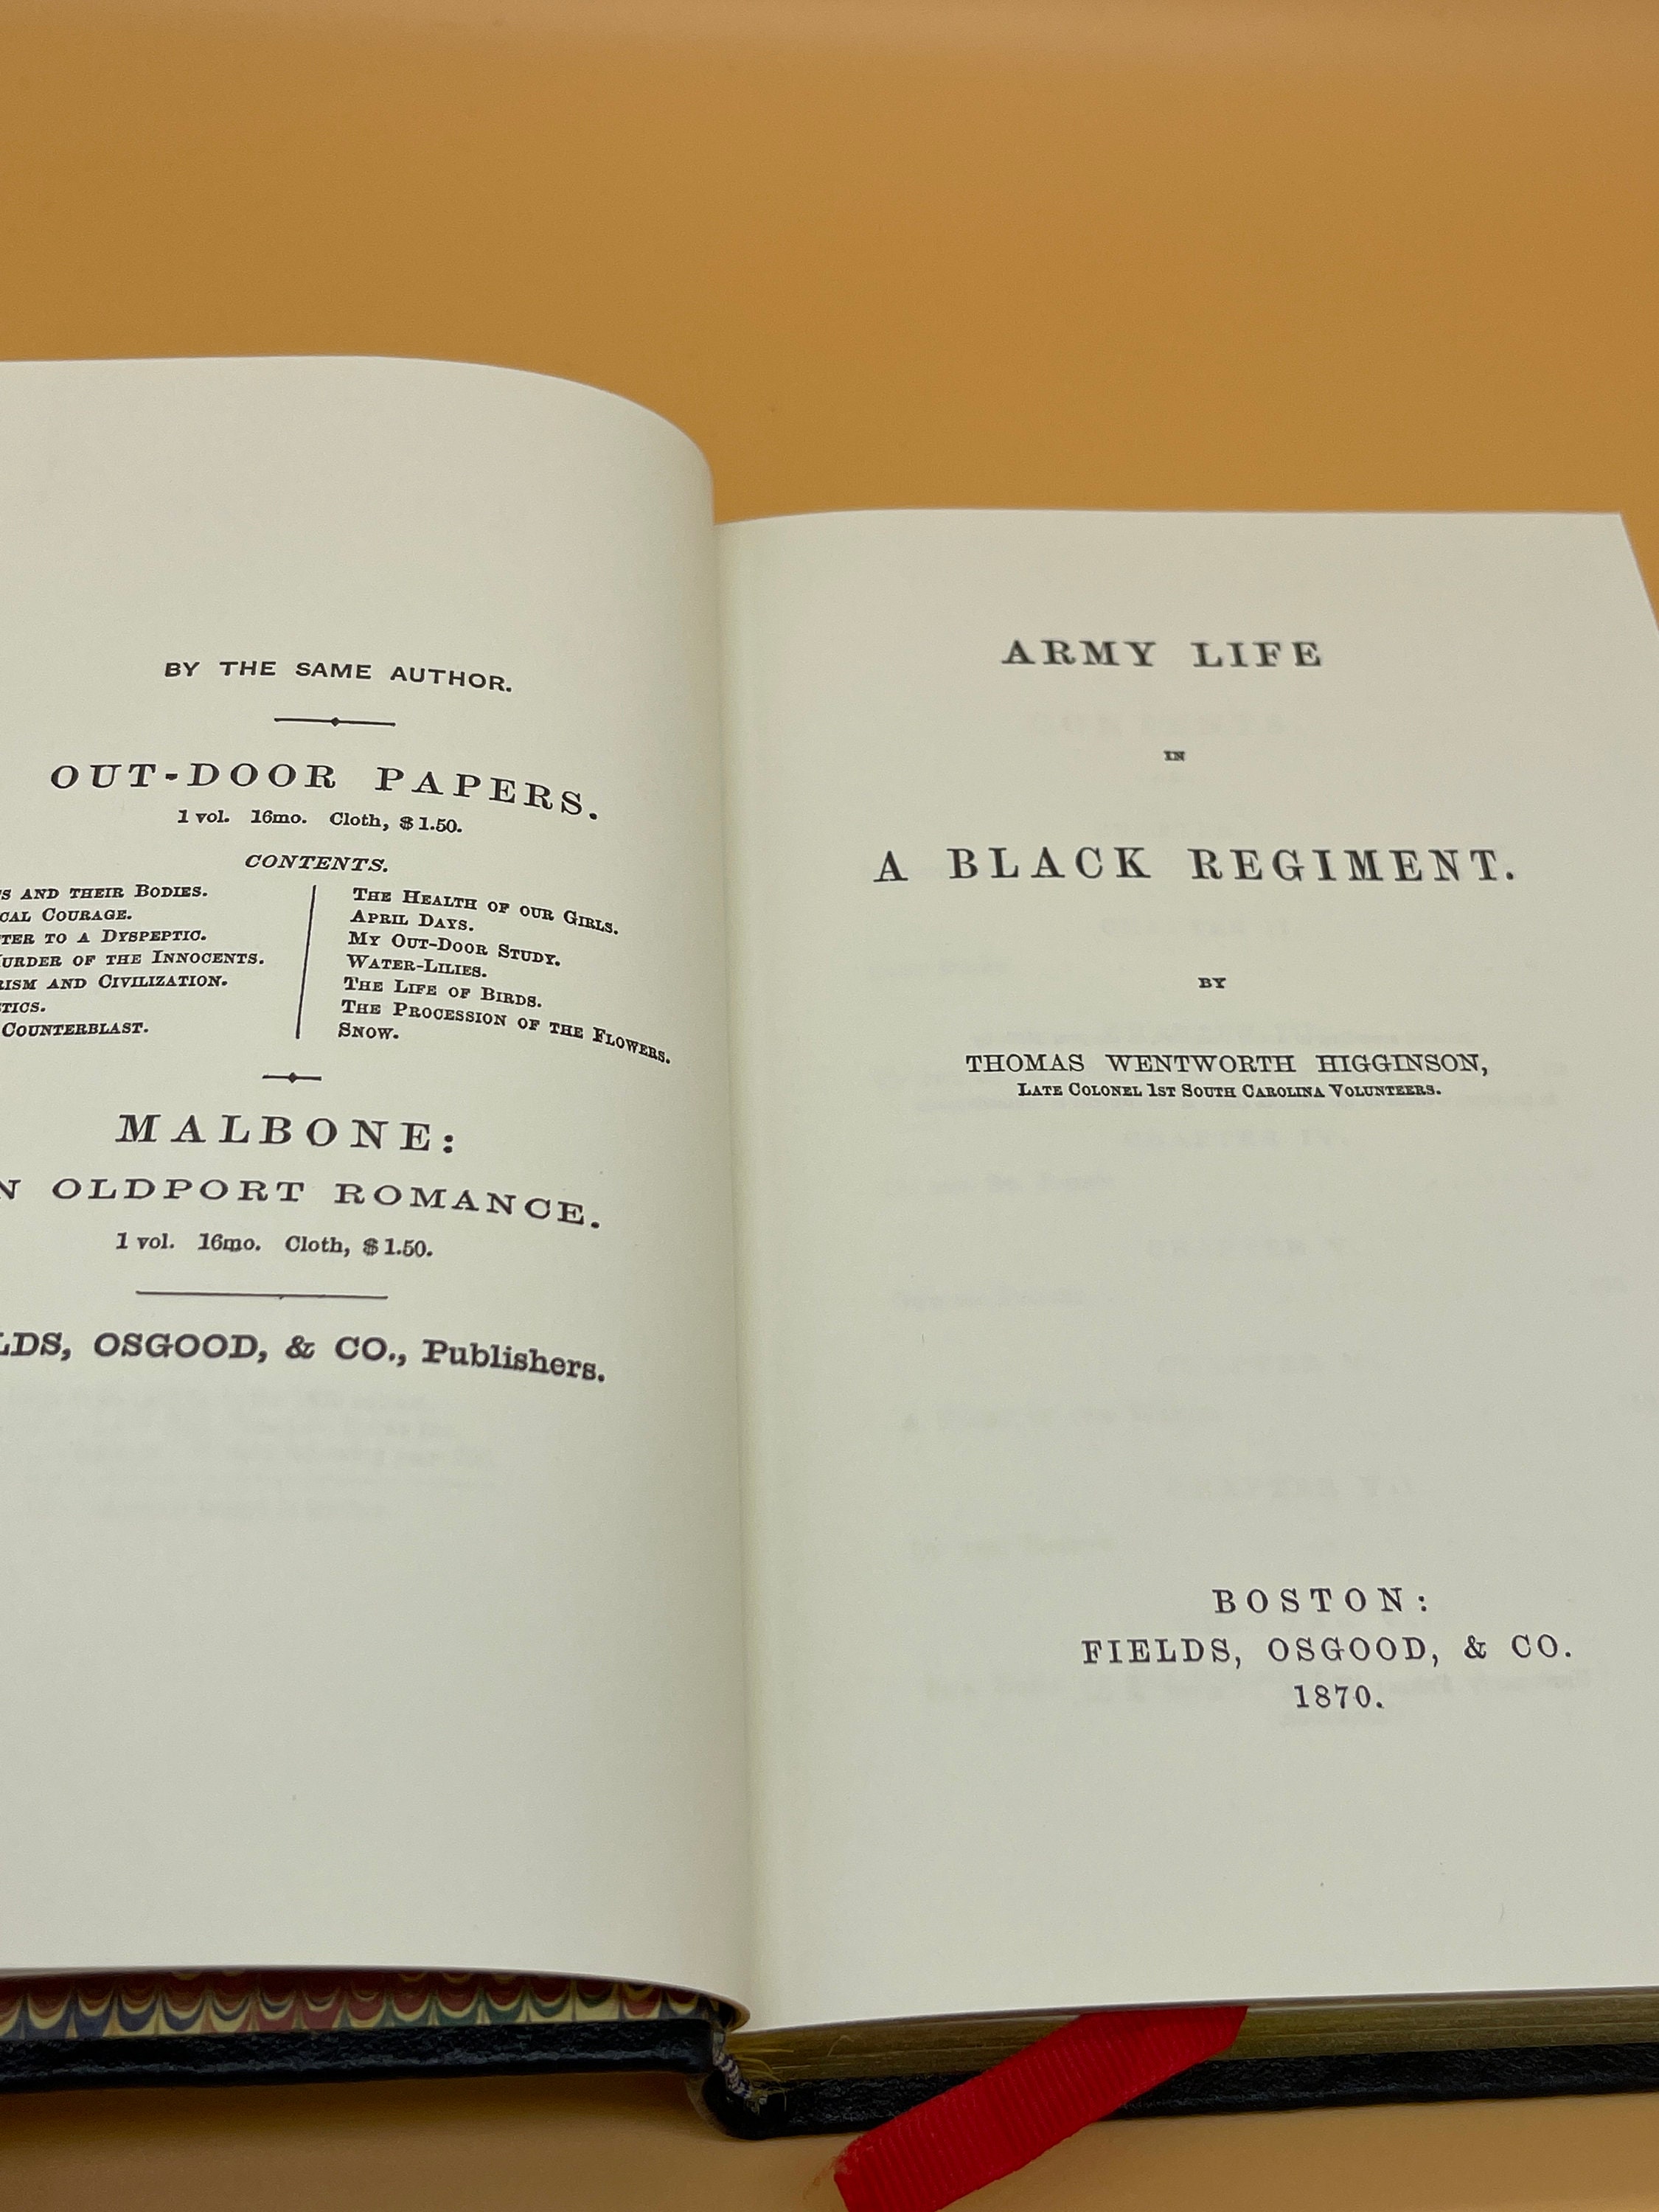 BY THE SAME AUTHOR.
OUT-DOOR PAPERS.
1 vol. 16mo. Cloth, $1.50.
CONTENTS.
AND THEIR BODIES.
COURAGE.
TO A DYSPEPTIC.
OF THE INNOCENTS.
AND CIVILIZATION.
COUNTERBLAST.
THE HEALTH OF OUR GIRLS.
APRIL DAYS.
MY OUT-DOOR STUDY.
WATER-LILIES.
THE LIFE OF BIRDS.
THE PROCESSION OF THE FLOWERS.
SNOW.
MALBONE:
N OLDPORT ROMANCE.
1 vol. 16mo. Cloth, $1.50.
LDS, OSGOOD, & CO., Publishers.
ARMY LIFE
IN
A BLACK REGIMENT.
BY
THOMAS WENTWORTH HIGGINSON,
LATE COLONEL 1ST SOUTH CAROLINA VOLUNTEERS.
BOSTON:
FIELDS, OSGOOD, & CO.
1870.